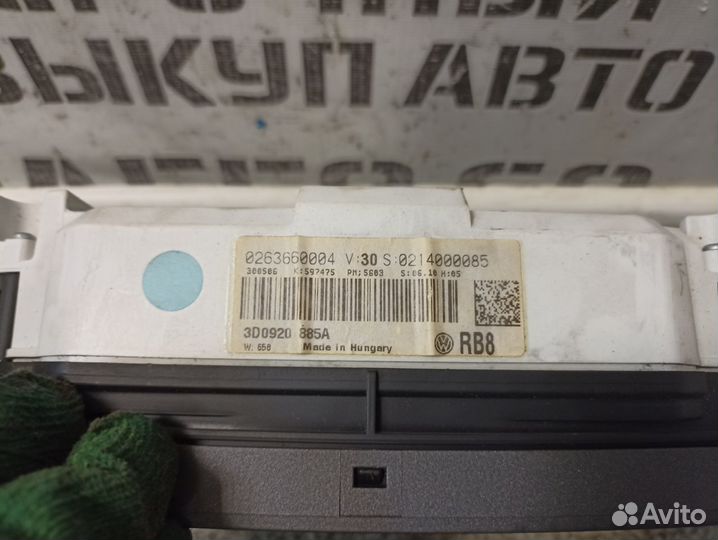 ВЫКУП АВТО
0263660004 V:30 S:0214000085
300506 K:597475 PM:5603 S:06.10 H:05
3D0920 885A
W. 658 Made in Hungary
RB8
Avito